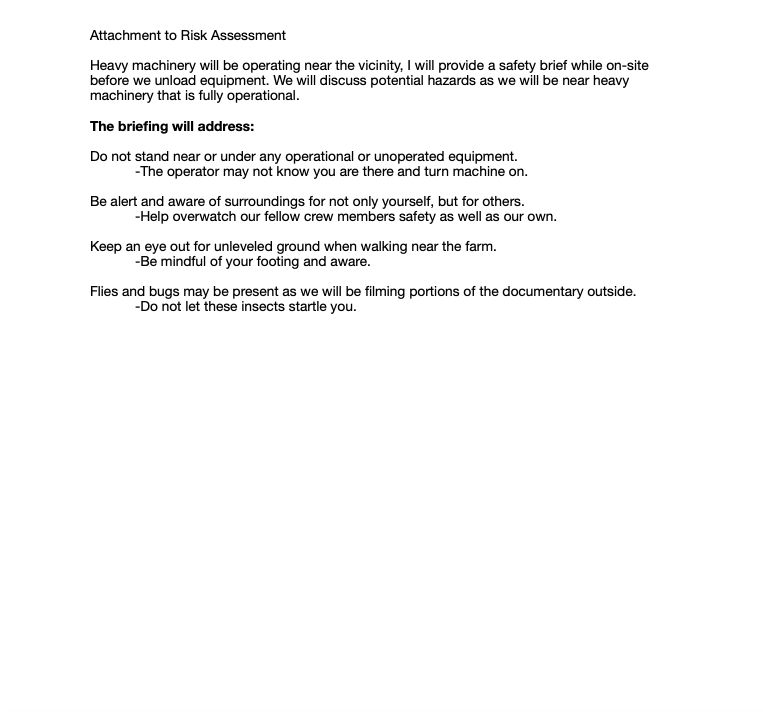 Attachment to Risk Assessment
Heavy machinery will be operating near the vicinity, I will provide a safety brief while on-site
before we unload equipment. We will discuss potential hazards as we will be near heavy
machinery that is fully operational.
The briefing will address:
Do not stand near or under any operational or unoperated equipment.
-The operator may not know you are there and turn machine on.
Be alert and aware of surroundings for not only yourself, but for others.
-Help overwatch our fellow crew members safety as well as our own.
Keep an eye out for unleveled ground when walking near the farm.
-Be mindful of your footing and aware.
Flies and bugs may be present as we will be filming portions of the documentary outside.
-Do not let these insects startle you.